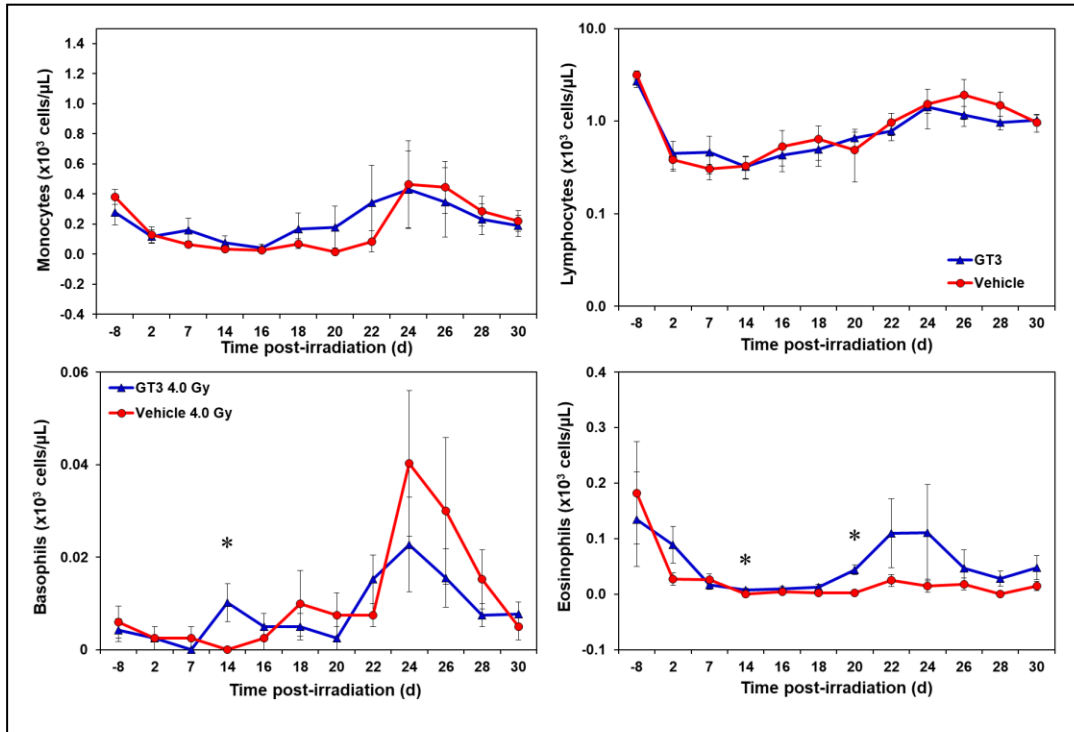 Monocytes (x10³ cells/µL)
1.4
1.2
1.0
0.8
0.6
0.4
0.2
0.0
-0.2
-0.4
-8 2 7 14 16 18 20 22 24 26 28 30
Time post-irradiation (d)
Lymphocytes (x10³ cells/µL)
10.0
1.0
0.1
0.0
GT3
Vehicle
-8 2 7 14 16 18 20 22 24 26 28 30
Time post-irradiation (d)
Basophils (x10³ cells/µL)
0.06
0.04
0.02
0
GT3 4.0 Gy
Vehicle 4.0 Gy
*
-8 2 7 14 16 18 20 22 24 26 28 30
Time post-irradiation (d)
Eosinophils (x10³ cells/µL)
0.4
0.3
0.2
0.1
0.0
-0.1
* *
-8 2 7 14 16 18 20 22 24 26 28 30
Time post-irradiation (d)